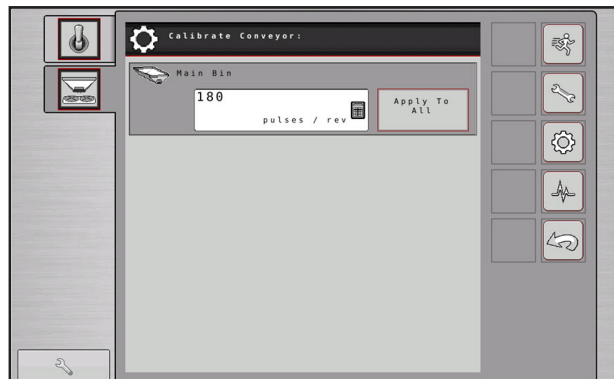 Calibrate Conveyor:
Main Bin
180
pulses / rev
Apply To
All